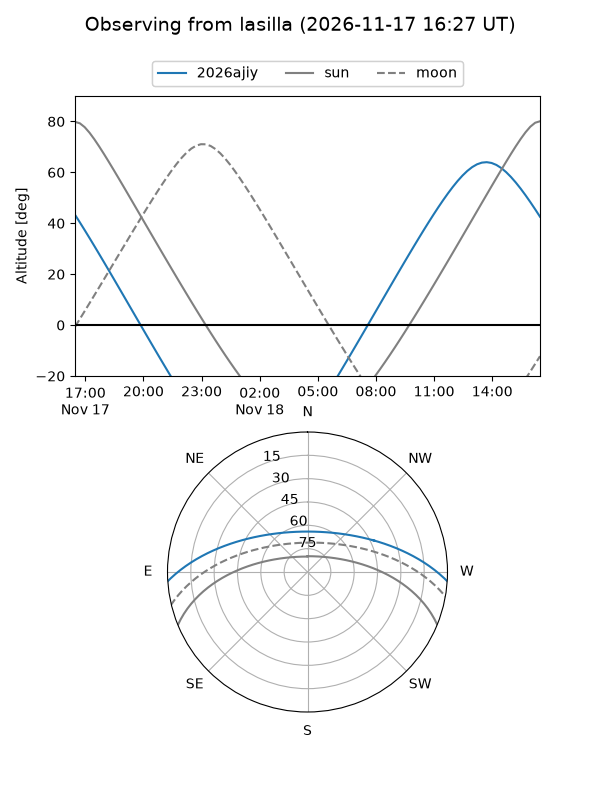 Observing from lasilla (2026-11-17 16:27 UT)
2026ajiy sun moon
Altitude [deg]
80
60
40
20
0
−20
17:00 20:00 23:00 02:00 05:00 08:00 11:00 14:00
Nov 17 Nov 18
N
NE NW
15
30
45
60
75
E W
SE SW
S